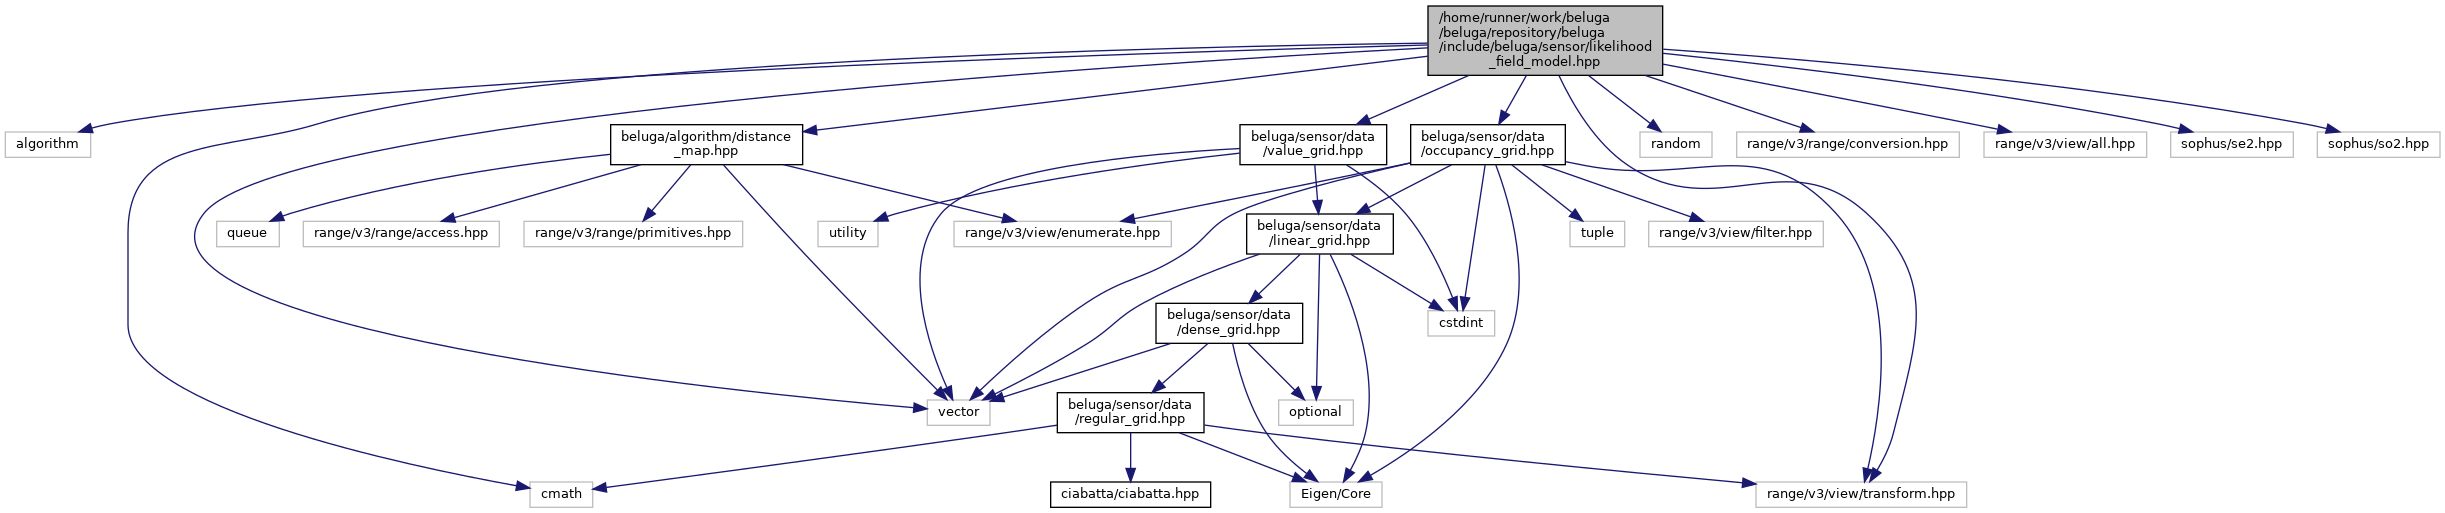 /home/runner/work/beluga
/beluga/repository/beluga
/include/beluga/sensor/likelihood
_field_model.hpp
algorithm
beluga/algorithm/distance
_map.hpp
beluga/sensor/data
/value_grid.hpp
beluga/sensor/data
/occupancy_grid.hpp
random
range/v3/range/conversion.hpp
range/v3/view/all.hpp
sophus/se2.hpp
sophus/so2.hpp
queue
range/v3/range/access.hpp
range/v3/range/primitives.hpp
utility
range/v3/view/enumerate.hpp
beluga/sensor/data
/linear_grid.hpp
tuple
range/v3/view/filter.hpp
beluga/sensor/data
/dense_grid.hpp
cstdint
vector
beluga/sensor/data
/regular_grid.hpp
optional
cmath
ciabatta/ciabatta.hpp
Eigen/Core
range/v3/view/transform.hpp